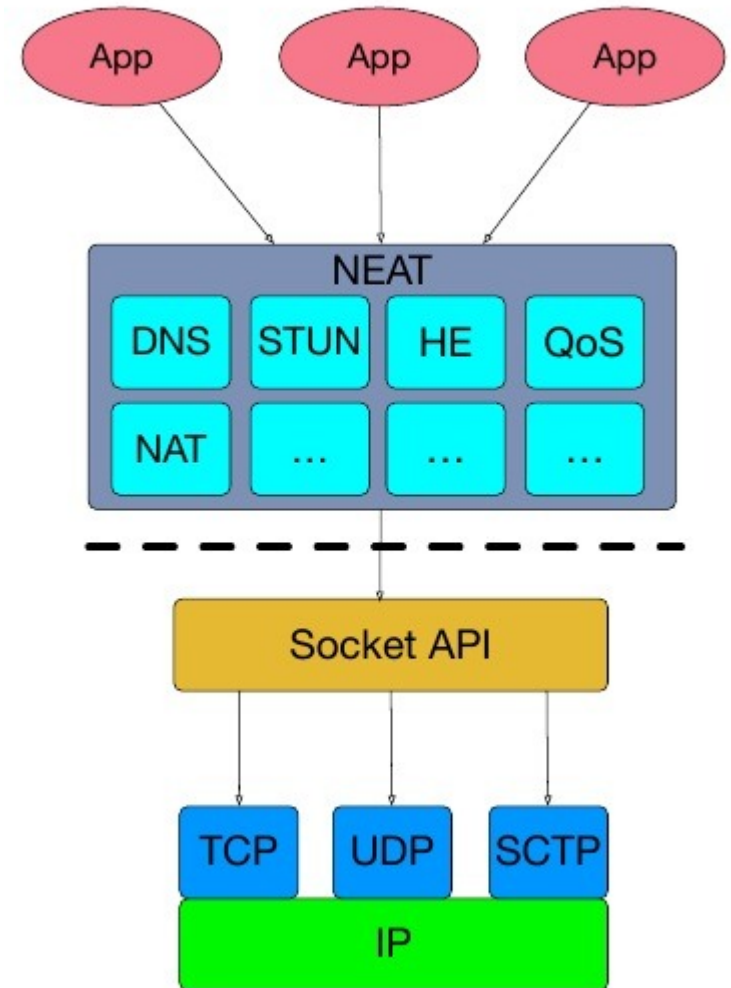 App App App
NEAT
DNS STUN HE QoS
NAT ... ... ...
Socket API
TCP UDP SCTP
IP